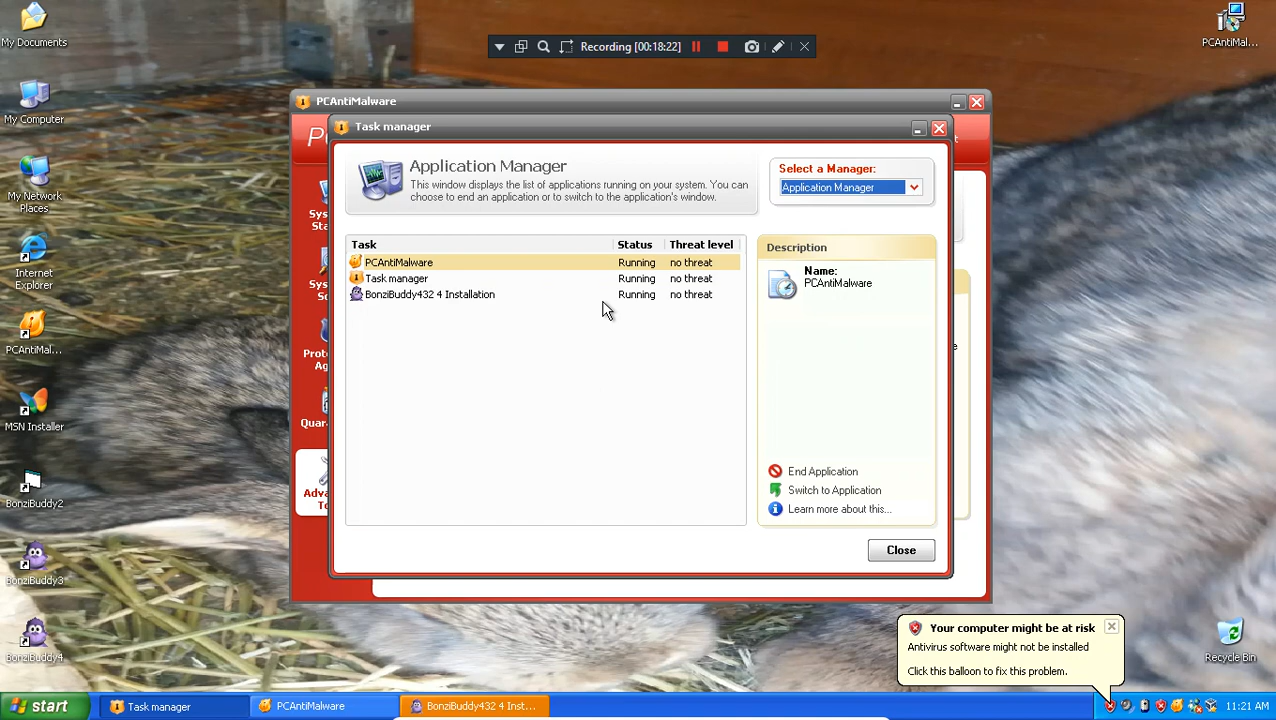 My Documents
My Computer
My Network
Places
Internet
Explorer
PCAntiMal...
MSN Installer
BonziBuddy2
BonziBuddy3
BonziBuddy4
PCAntiMal...
Recycle Bin
Recording [00:18:22]
PCAntiMalware
Task manager
Application Manager
This window displays the list of applications running on your system. You can
choose to end an application or to switch to the application's window.
Select a Manager:
Application Manager
Task Status Threat level
PCAntiMalware Running no threat
Task manager Running no threat
BonziBuddy432 4 Installation Running no threat
Description
Name:
PCAntiMalware
End Application
Switch to Application
Learn more about this...
Close
Your computer might be at risk
Antivirus software might not be installed
Click this balloon to fix this problem.
start
Task manager
PCAntiMalware
BonziBuddy432 4 Inst...
11:21 AM